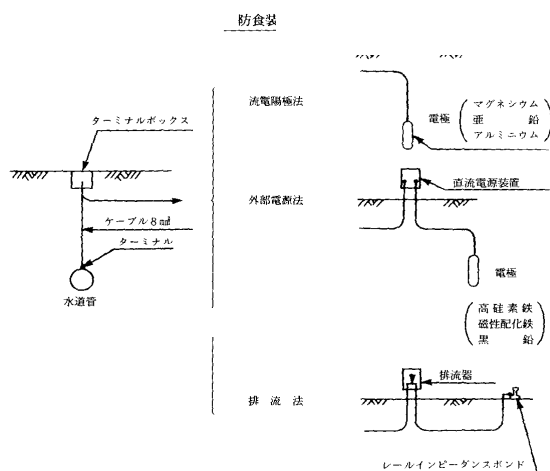 防食装
ターミナルボックス
ケーブル8㎟
ターミナル
水道管
流電陽極法
電極
マグネシウム
亜鉛
アルミニウム
外部電源法
直流電源装置
電極
高硅素鉄
磁性配化鉄
黒鉛
排流法
排流器
レールインピーダンスボンド